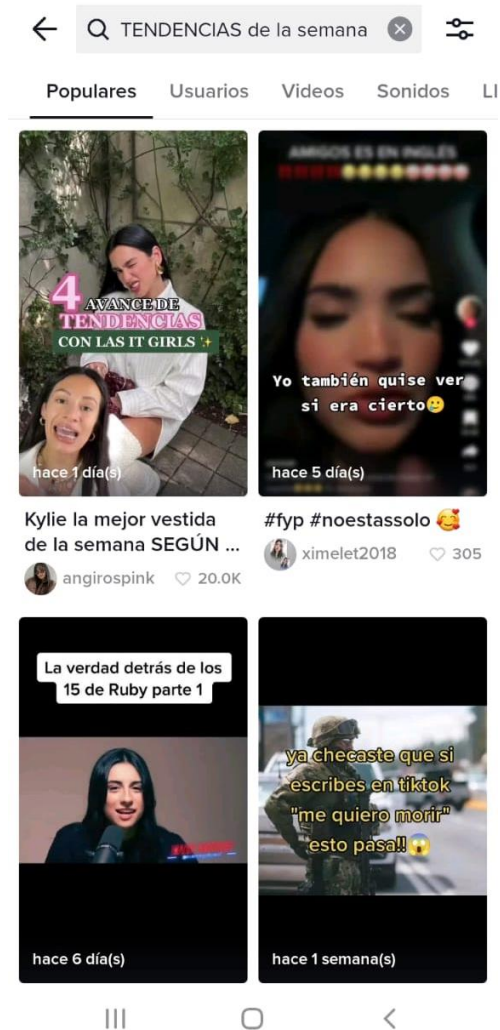 TENDENCIAS de la semana
Populares Usuarios Videos Sonidos LI
4 AVANCE DE
TENDENCIAS
CON LAS IT GIRLS
hace 1 día(s)
Kylie la mejor vestida
de la semana SEGÚN ...
angirospink 20.0K
AMIGOS ES EN INGLÉS
Yo también quise ver
si era cierto🥲
hace 5 día(s)
#fyp #noestassolo 🥰
ximelet2018 305
La verdad detrás de los
15 de Ruby parte 1
hace 6 día(s)
ya checaste que si
escribes en tiktok
"me quiero morir"
esto pasa!!😱
hace 1 semana(s)